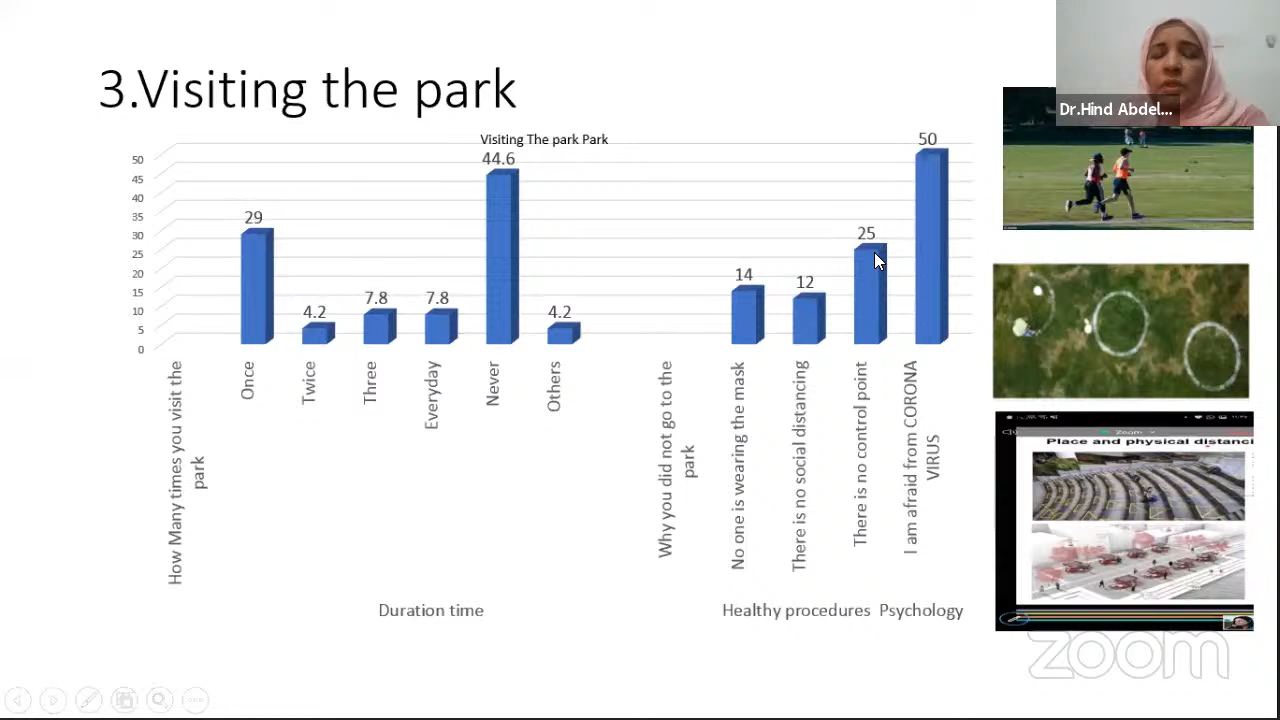 3.Visiting the park
Dr.Hind Abdel...
Visiting The park Park
50
45
40
35
30
25
20
15
10
5
0
29
4.2
7.8
7.8
44.6
4.2
14
12
25
50
How Many times you visit the
park
Once
Twice
Three
Everyday
Never
Others
Why you did not go to the
park
No one is wearing the mask
There is no social distancing
There is no control point
I am afraid from CORONA
VIRUS
Duration time
Healthy procedures
Psychology
Zoom
Place and physical distanci
zoom